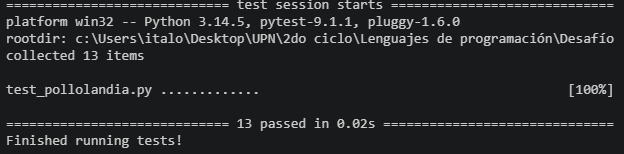 ============================= test session starts =============================
platform win32 -- Python 3.14.5, pytest-9.1.1, pluggy-1.6.0
rootdir: c:\Users\italo\Desktop\UPN\2do ciclo\Lenguajes de programación\Desafío
collected 13 items
test_pollolandia.py ............. [100%]
============================= 13 passed in 0.02s ==============================
Finished running tests!